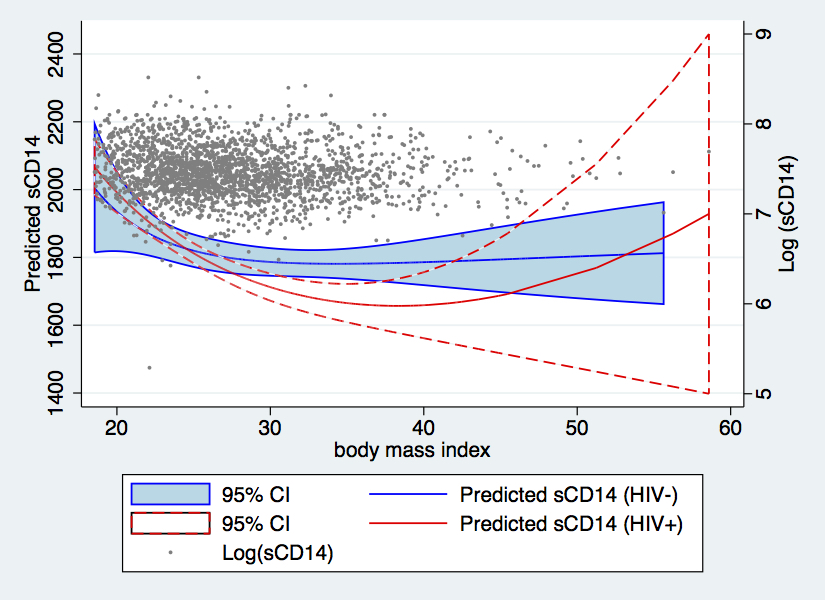 Predicted sCD14
2400
2200
2000
1800
1600
1400
9
8
7
6
5
Log (sCD14)
20 30 40 50 60
body mass index
95% CI Predicted sCD14 (HIV-)
95% CI Predicted sCD14 (HIV+)
Log(sCD14)